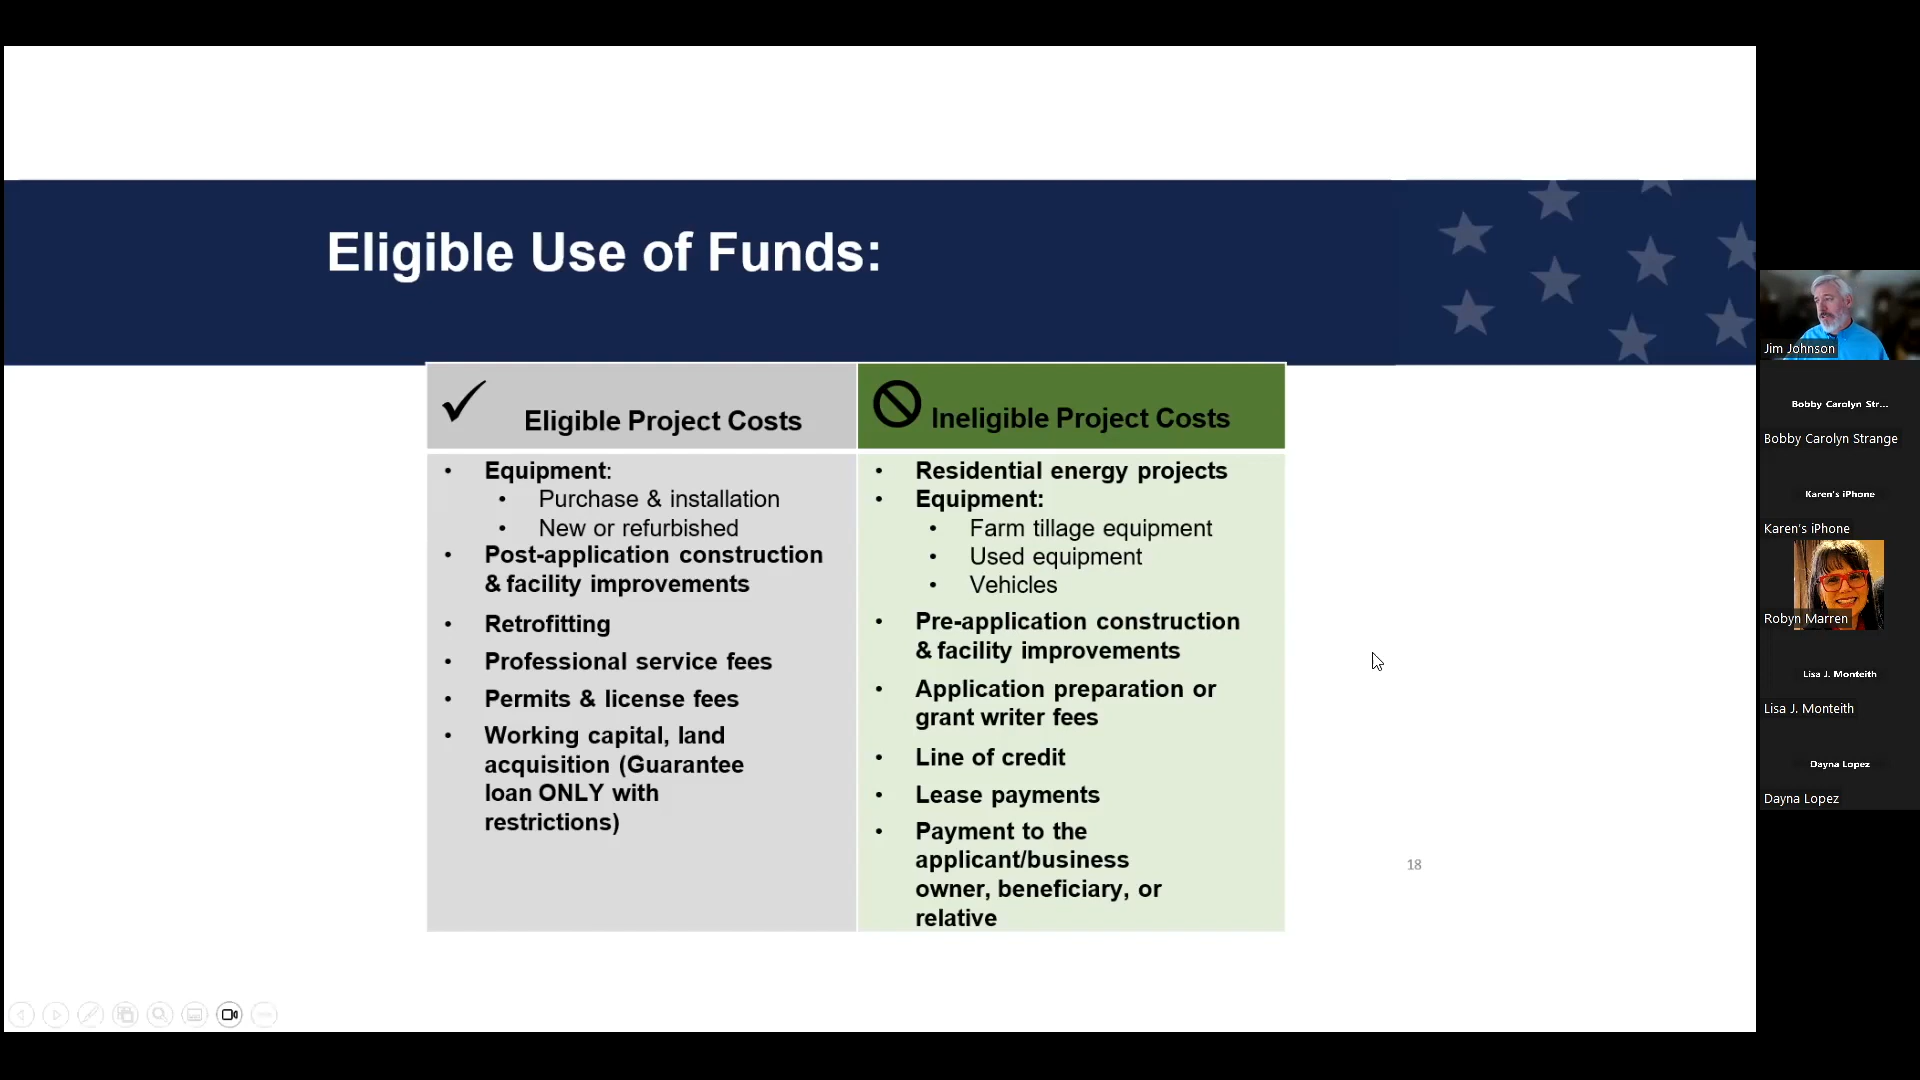 Eligible Use of Funds:
Eligible Project Costs
• Equipment:
• Purchase & installation
• New or refurbished
• Post-application construction
& facility improvements
• Retrofitting
• Professional service fees
• Permits & license fees
• Working capital, land
acquisition (Guarantee
loan ONLY with
restrictions)
Ineligible Project Costs
• Residential energy projects
• Equipment:
• Farm tillage equipment
• Used equipment
• Vehicles
• Pre-application construction
& facility improvements
• Application preparation or
grant writer fees
• Line of credit
• Lease payments
• Payment to the
applicant/business
owner, beneficiary, or
relative
18
Jim Johnson
Bobby Carolyn Str...
Bobby Carolyn Strange
Karen's iPhone
Karen's iPhone
Robyn Marren
Lisa J. Monteith
Lisa J. Monteith
Dayna Lopez
Dayna Lopez